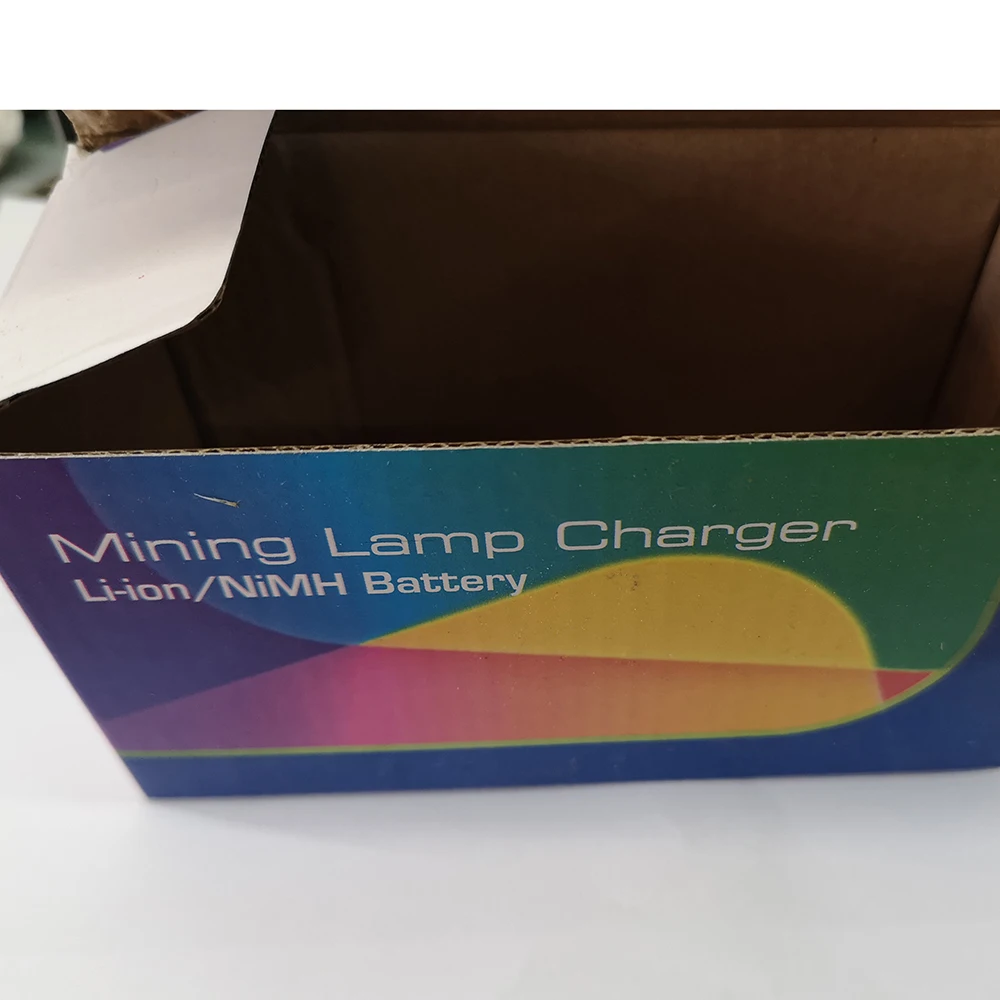 Mining Lamp Charger
Li-ion/NiMH Battery